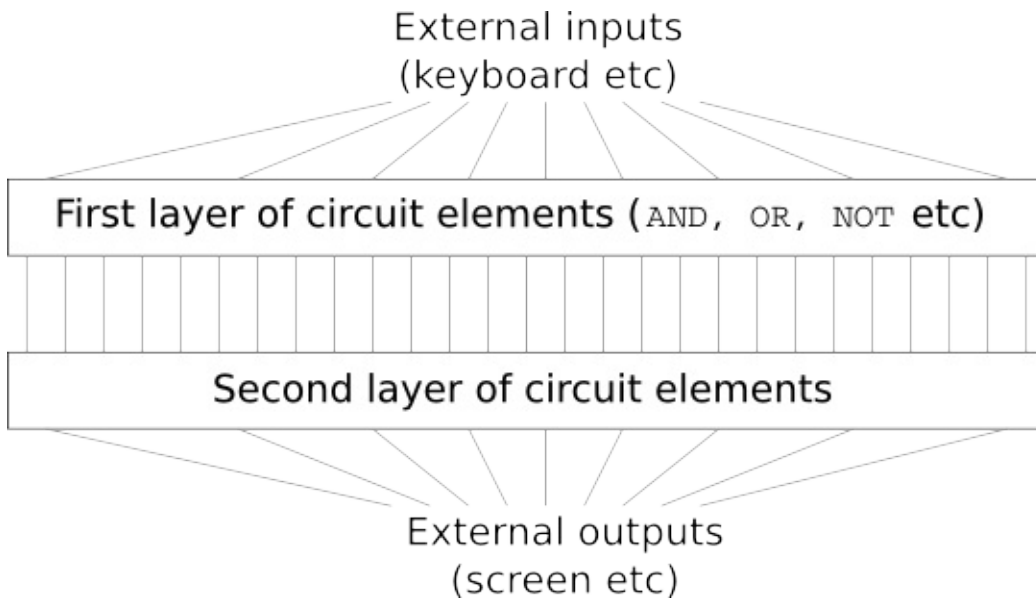 External inputs
(keyboard etc)
First layer of circuit elements (AND, OR, NOT etc)
Second layer of circuit elements
External outputs
(screen etc)